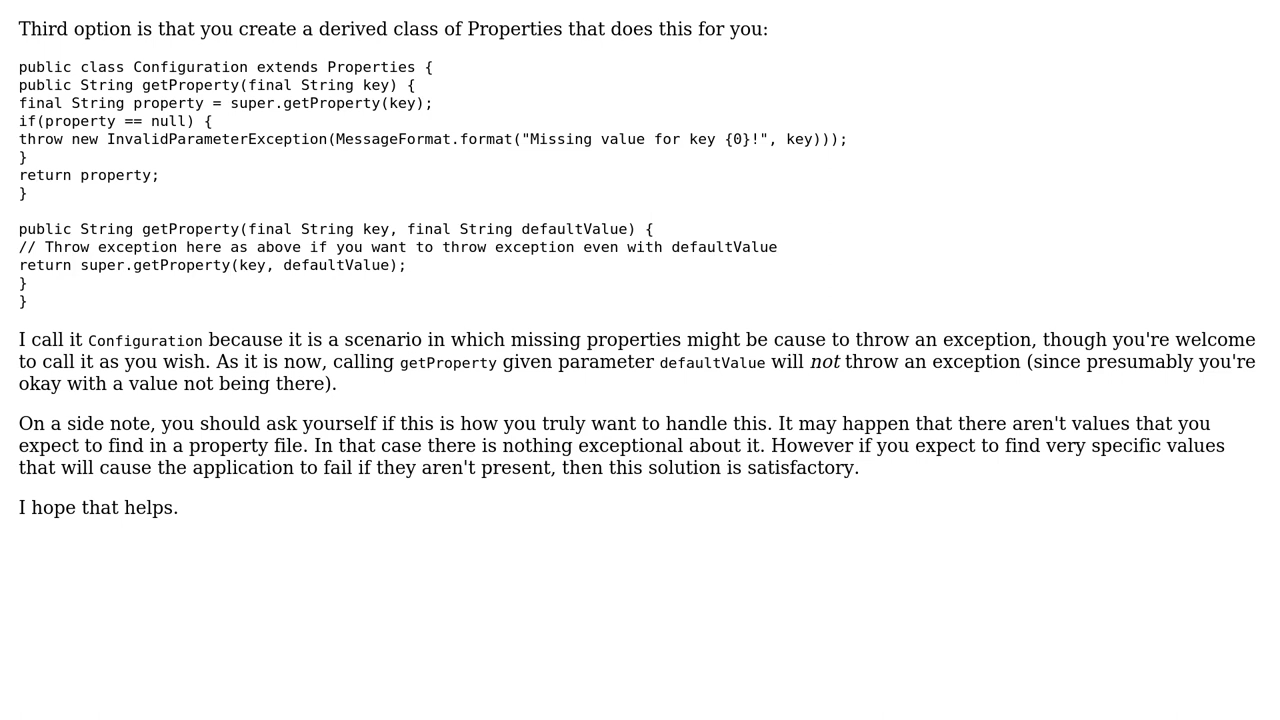 Third option is that you create a derived class of Properties that does this for you:
public class Configuration extends Properties {
public String getProperty(final String key) {
final String property = super.getProperty(key);
if(property == null) {
throw new InvalidParameterException(MessageFormat.format("Missing value for key {0}!", key)));
}
return property;
}
public String getProperty(final String key, final String defaultValue) {
// Throw exception here as above if you want to throw exception even with defaultValue
return super.getProperty(key, defaultValue);
}
}
I call it Configuration because it is a scenario in which missing properties might be cause to throw an exception, though you're welcome
to call it as you wish. As it is now, calling getProperty given parameter defaultValue will not throw an exception (since presumably you're
okay with a value not being there).
On a side note, you should ask yourself if this is how you truly want to handle this. It may happen that there aren't values that you
expect to find in a property file. In that case there is nothing exceptional about it. However if you expect to find very specific values
that will cause the application to fail if they aren't present, then this solution is satisfactory.
I hope that helps.